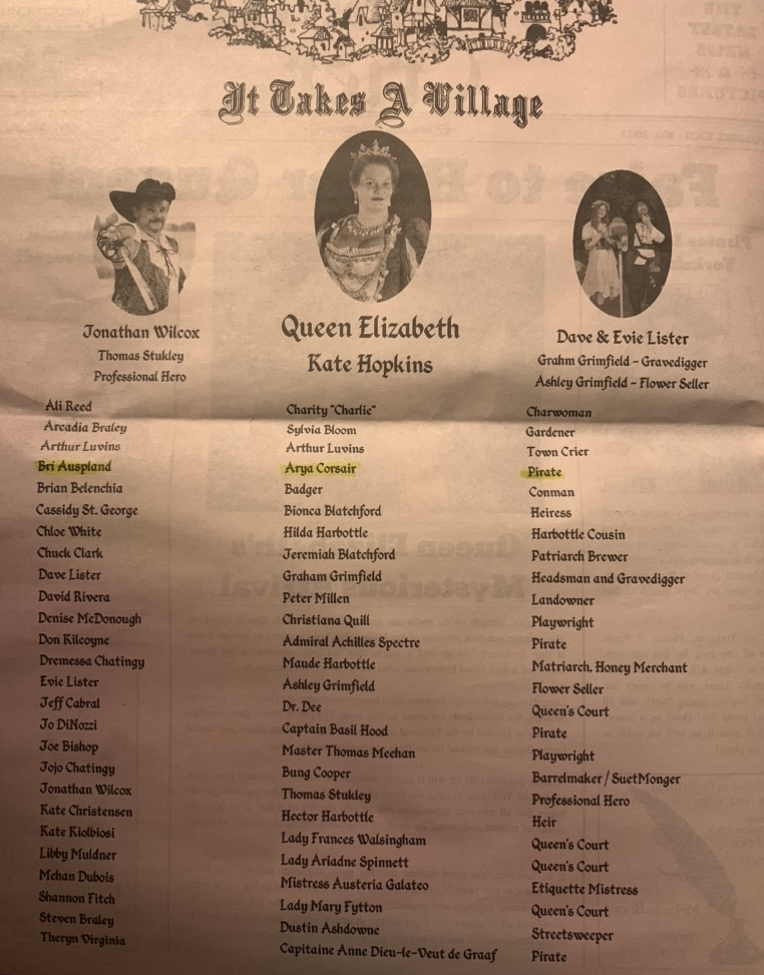 It Takes A Village
Jonathan Wilcox
Thomas Stukley
Professional Hero
Queen Elizabeth
Kate Hopkins
Dave & Evie Lister
Grahm Grimfield - Gravedigger
Ashley Grimfield - Flower Seller
Ali Reed Charity "Charlie" Charwoman
Arcadia Braley Sylvia Bloom Gardener
Arthur Luvins Arthur Luvins Town Crier
Bri Auspland Arya Corsair Pirate
Brian Belenchia Badger Conman
Cassidy St. George Bionca Blatchford Heiress
Chloe White Hilda Harbottle Harbottle Cousin
Chuck Clark Jeremiah Blatchford Patriarch Brewer
Dave Lister Graham Grimfield Headsman and Gravedigger
David Rivera Peter Millen Landowner
Denise McDonough Christiana Quill Playwright
Don Kilcoyne Admiral Achilles Spectre Pirate
Dremessa Chatingy Maude Harbottle Matriarch, Honey Merchant
Evie Lister Ashley Grimfield Flower Seller
Jeff Cabral Dr. Dee Queen's Court
Jo DiNozzi Captain Basil Hood Pirate
Joe Bishop Master Thomas Meehan Playwright
Jojo Chatingy Bung Cooper Barrelmaker / SuetMonger
Jonathan Wilcox Thomas Stukley Professional Hero
Kate Christensen Hector Harbottle Heir
Kate Kiolbiosi Lady Frances Walsingham Queen's Court
Libby Muldner Lady Ariadne Spinnett Queen's Court
Mehan Dubois Mistress Austeria Galateo Etiquette Mistress
Shannon Fitch Lady Mary Fytton Queen's Court
Steven Braley Dustin Ashdowne Streetsweeper
Theryn Virginia Capitaine Anne Dieu-le-Veut de Graaf Pirate